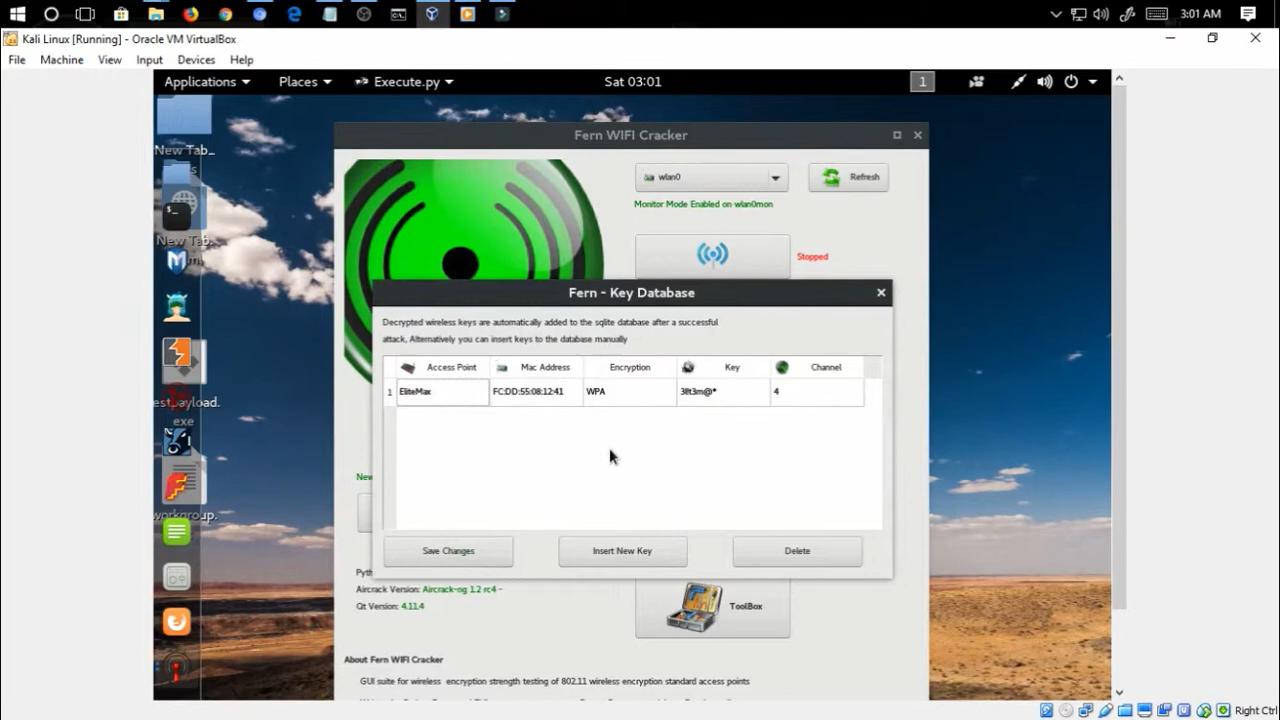 3:01 AM
Kali Linux [Running] - Oracle VM VirtualBox
File Machine View Input Devices Help
Applications Places Execute.py Sat 03:01 1
Fern WIFI Cracker
New Tab_
wlan0 Refresh
Monitor Mode Enabled on wlan0mon
New Tab.
Stopped
Fern - Key Database
Decrypted wireless keys are automatically added to the sqlite database after a successful
attack, Alternatively you can insert keys to the database manually
Access Point Mac Address Encryption Key Channel
1 EliteMax FC:DD:55:08:12:41 WPA 4
estpayload.
exe
New
workgroup.
Save Changes Insert New Key Delete
Pyth
Aircrack Version: Aircrack-ng 1.2 rc4 -
Qt Version: 4.11.4
ToolBox
About Fern WIFI Cracker
GUI suite for wireless encryption strength testing of 802.11 wireless encryption standard access points
Right Ctrl